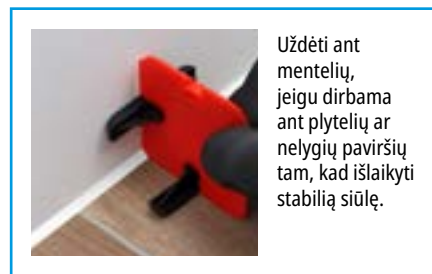 Uždėti ant
mentelių,
jeigu dirbama
ant plytelių ar
nelygių paviršių
tam, kad išlaikyti
stabilią siūlę.